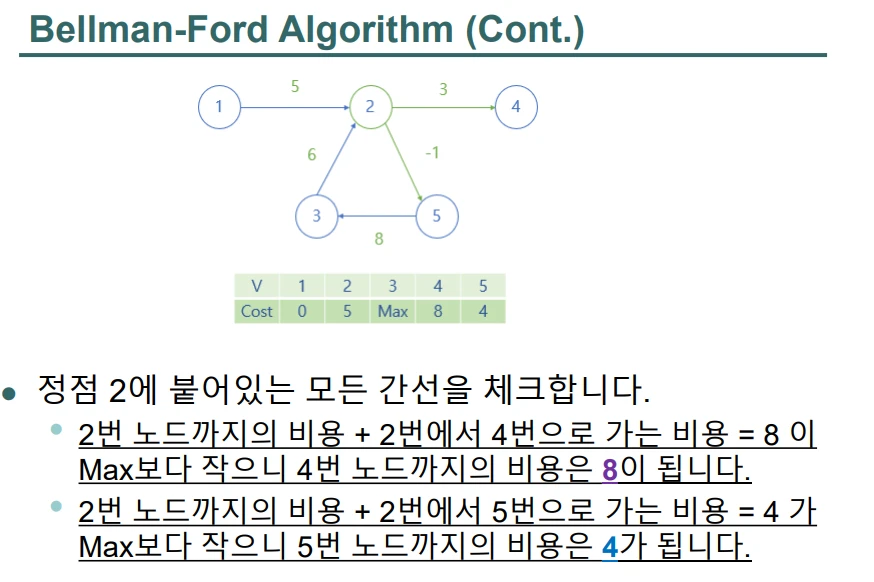 Bellman-Ford Algorithm (Cont.)
5
3
1
2
4
6
-1
3
5
8
V 1 2 3 4 5
Cost 0 5 Max 8 4
정점 2에 붙어있는 모든 간선을 체크합니다.
2번 노드까지의 비용 + 2번에서 4번으로 가는 비용 = 8 이
Max보다 작으니 4번 노드까지의 비용은 8이 됩니다.
2번 노드까지의 비용 + 2번에서 5번으로 가는 비용 = 4 가
Max보다 작으니 5번 노드까지의 비용은 4가 됩니다.